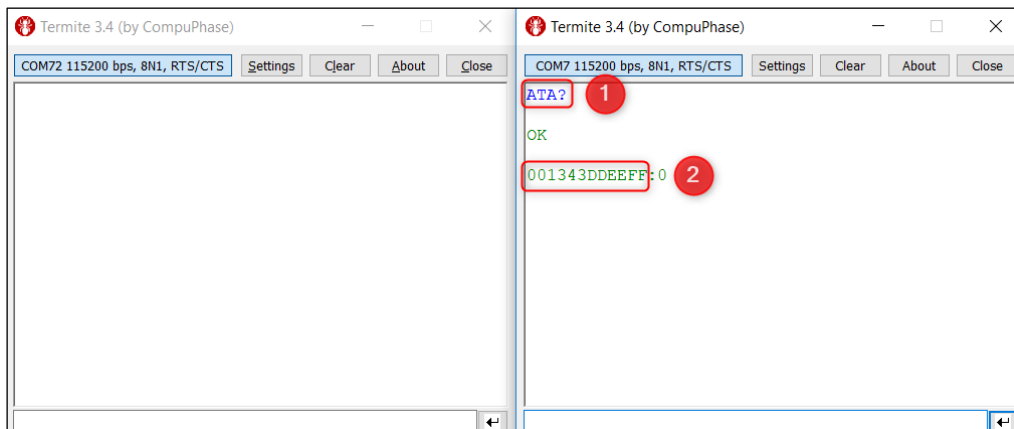 Termite 3.4 (by CompuPhase)
COM72 115200 bps, 8N1, RTS/CTS Settings Clear About Close
Termite 3.4 (by CompuPhase)
COM7 115200 bps, 8N1, RTS/CTS Settings Clear About Close
ATA? 1
OK
001343DDEEFF:0 2